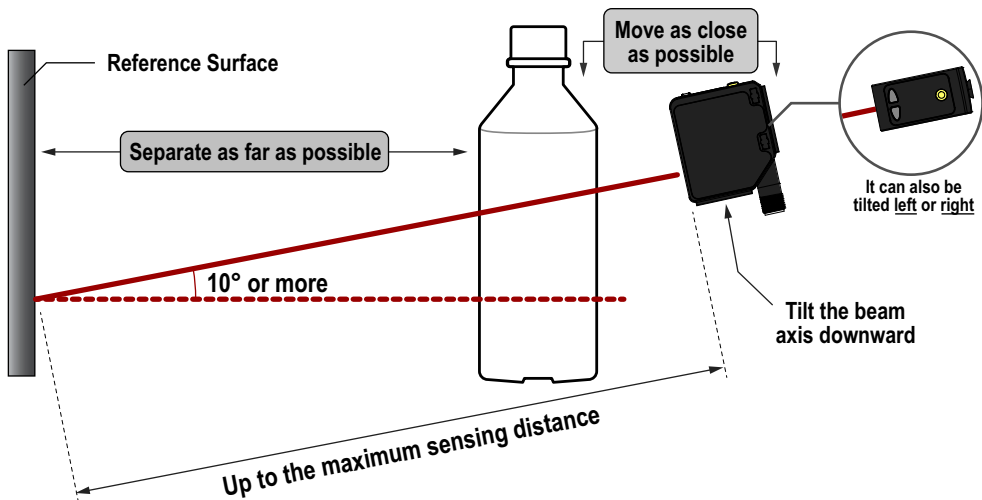 Reference Surface
Move as close
as possible
Separate as far as possible
It can also be
tilted left or right
10° or more
Tilt the beam
axis downward
Up to the maximum sensing distance